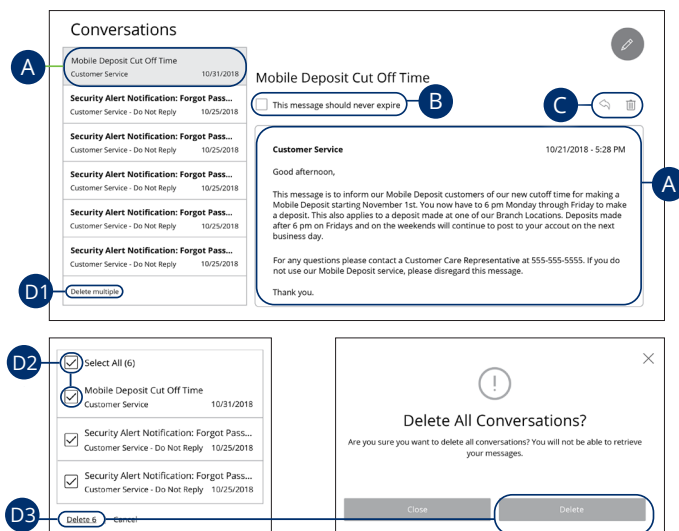 Conversations
A
Mobile Deposit Cut Off Time
Customer Service 10/31/2018
Security Alert Notification: Forgot Pass...
Customer Service - Do Not Reply 10/25/2018
Security Alert Notification: Forgot Pass...
Customer Service - Do Not Reply 10/25/2018
Security Alert Notification: Forgot Pass...
Customer Service - Do Not Reply 10/25/2018
Security Alert Notification: Forgot Pass...
Customer Service - Do Not Reply 10/25/2018
Security Alert Notification: Forgot Pass...
Customer Service - Do Not Reply 10/25/2018
D1
Delete multiple
Mobile Deposit Cut Off Time
This message should never expire
B
C
Customer Service 10/21/2018 - 5:28 PM
A
Good afternoon,
This message is to inform our Mobile Deposit customers of our new cutoff time for making a
Mobile Deposit starting November 1st. You now have to 6 pm Monday through Friday to make
a deposit. This also applies to a deposit made at one of our Branch Locations. Deposits made
after 6 pm on Fridays and on the weekends will continue to post to your accout on the next
business day.
For any questions please contact a Customer Care Representative at 555-555-5555. If you do
not use our Mobile Deposit service, please disregard this message.
Thank you.
D2
Select All (6)
Mobile Deposit Cut Off Time
Customer Service 10/31/2018
Security Alert Notification: Forgot Pass...
Customer Service - Do Not Reply 10/25/2018
Security Alert Notification: Forgot Pass...
Customer Service - Do Not Reply 10/25/2018
D3
Delete 6 Cancel
Delete All Conversations?
Are you sure you want to delete all conversations? You will not be able to retrieve
your messages.
Close Delete